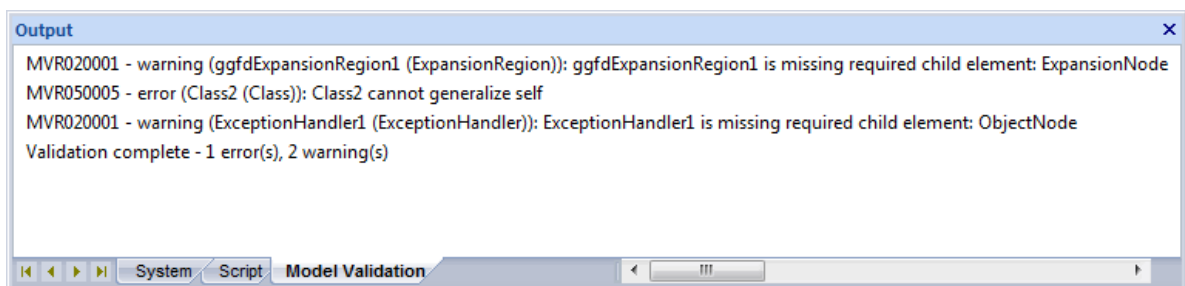 Output
MVR020001 - warning (ggfdExpansionRegion1 (ExpansionRegion)): ggfdExpansionRegion1 is missing required child element: ExpansionNode
MVR050005 - error (Class2 (Class)): Class2 cannot generalize self
MVR020001 - warning (ExceptionHandler1 (ExceptionHandler)): ExceptionHandler1 is missing required child element: ObjectNode
Validation complete - 1 error(s), 2 warning(s)
System Script Model Validation